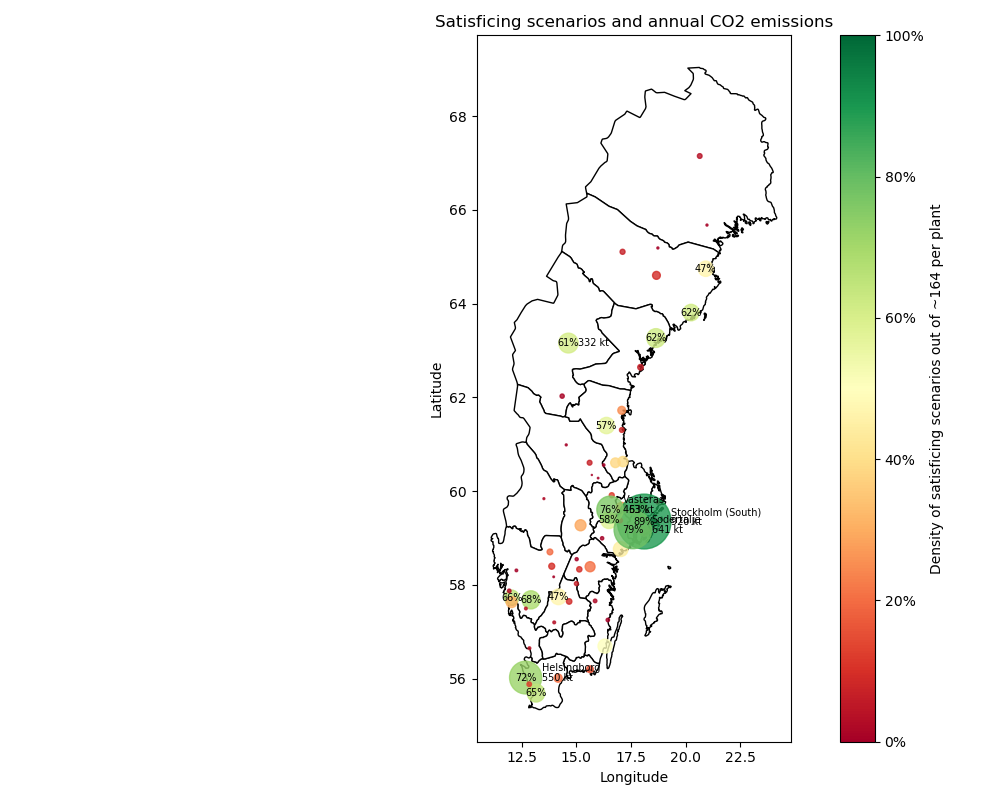 Satisficing scenarios and annual CO2 emissions
100%
80%
60%
40%
20%
0%
Density of satisficing scenarios out of ~164 per plant
68
66
64
62
60
58
56
Latitude
12.5
15.0
17.5
20.0
22.5
Longitude
47%
62%
62%
61%
332 kt
57%
Västerås
76%
463 kt
63%
58%
Stockholm (South)
89%
Södertälje
79%
641 kt
66%
68%
47%
Helsingborg
72%
550 kt
65%